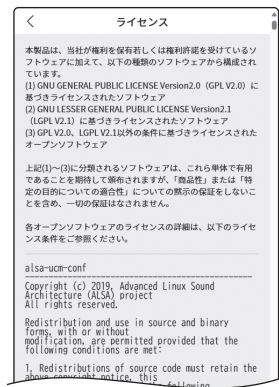 ライセンス
本製品は、当社が権利を保有若しくは権利許諾を受けているソ
フトウェアに加えて、以下の種類のソフトウェアから構成され
ています。
(1) GNU GENERAL PUBLIC LICENSE Version2.0（GPL V2.0）に
基づきライセンスされたソフトウェア
(2) GNU LESSER GENERAL PUBLIC LICENSE Version2.1
（LGPL V2.1）に基づきライセンスされたソフトウェア
(3) GPL V2.0、LGPL V2.1以外の条件に基づきライセンスされた
オープンソフトウェア
上記(1)～(3)に分類されるソフトウェアは、これら単体で有用
であることを期待して頒布されますが、「商品性」または「特
定の目的についての適合性」についての黙示の保証をしないこ
とを含め、一切の保証はなされません。
各オープンソフトウェアのライセンスの詳細は、以下のライセ
ンス条件をご参照ください。
alsa-ucm-conf
Copyright (c) 2019, Advanced Linux Sound
Architecture (ALSA) project
All rights reserved.
Redistribution and use in source and binary
forms, with or without
modification, are permitted provided that the
following conditions are met:
1. Redistributions of source code must retain the
above copyright notice, this
following